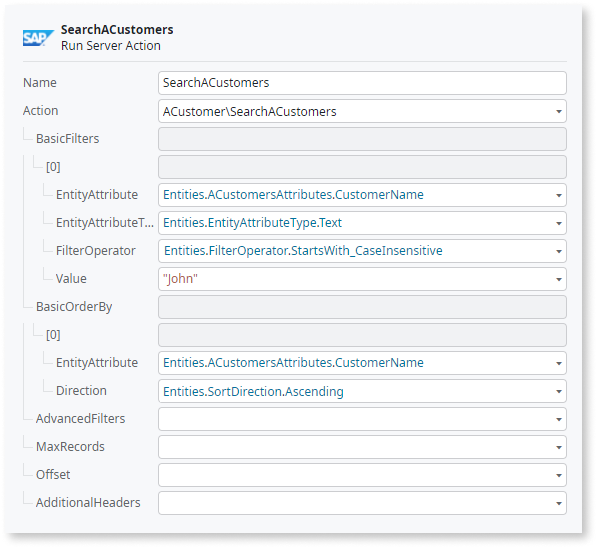 SAP
SearchACustomers
Run Server Action
Name SearchACustomers
Action ACustomer\SearchACustomers
BasicFilters
[0]
EntityAttribute Entities.ACustomersAttributes.CustomerName
EntityAttributeT... Entities.EntityAttributeType.Text
FilterOperator Entities.FilterOperator.StartsWith_CaseInsensitive
Value "John"
BasicOrderBy
[0]
EntityAttribute Entities.ACustomersAttributes.CustomerName
Direction Entities.SortDirection.Ascending
AdvancedFilters
MaxRecords
Offset
AdditionalHeaders